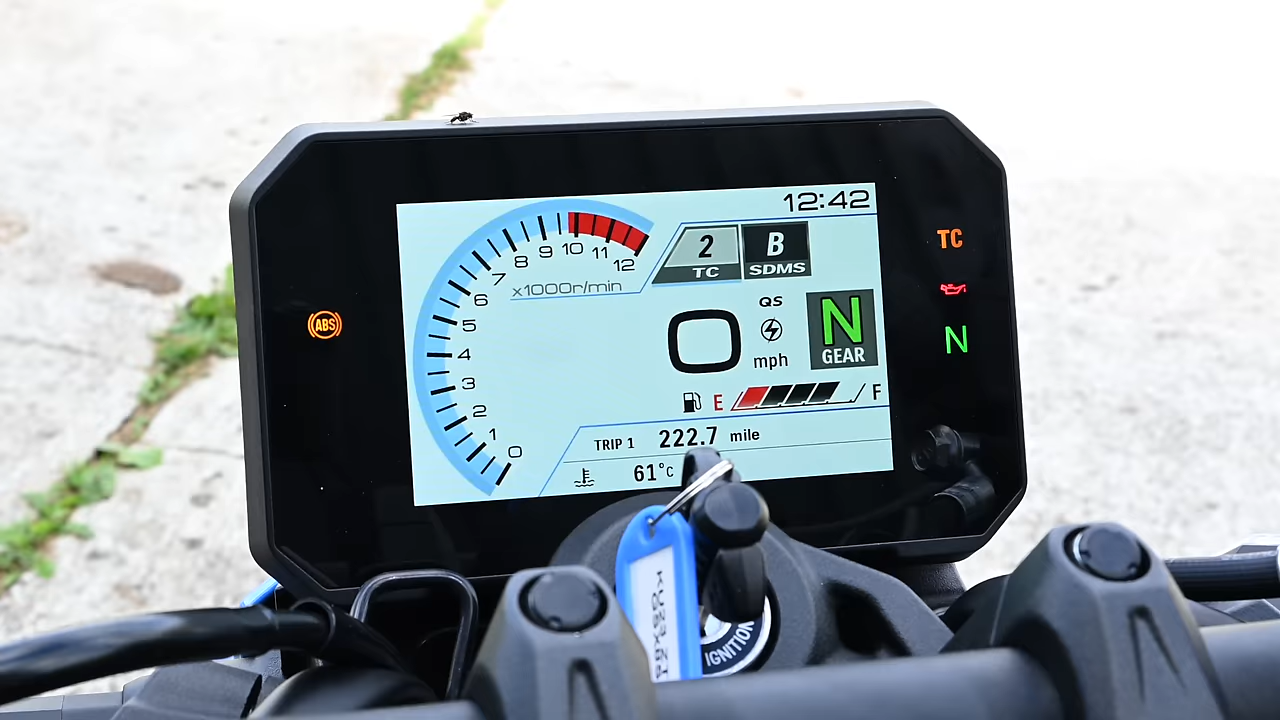 12:42
2
TC
B
SDMS
TC
0
1
2
3
4
5
6
7
8
9
10
11
12
x1000r/min
ABS
0
QS
mph
N
GEAR
N
E
F
TRIP 1 222.7 mile
61°C
IGNITION